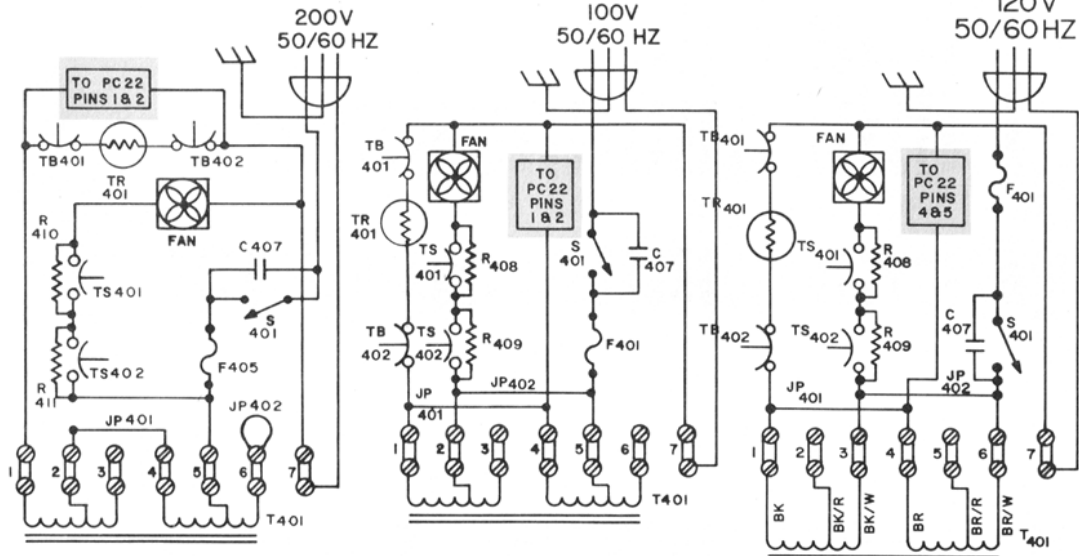 200V
50/60 HZ
TO PC22
PINS 1 & 2
TB401
TB402
TR
401
FAN
R
410
TS401
C407
S
401
R
411
TS402
F405
JP401
JP402
1
2
3
4
5
6
7
T401
100V
50/60 HZ
TB
401
FAN
TO
PC22
PINS
1 & 2
TR
401
TS
401
R408
S
401
C
407
TB
402
TS
402
R409
F401
JP402
JP
401
1
2
3
4
5
6
7
T401
120V
50/60 HZ
TB401
FAN
TO
PC22
PINS
4&5
F401
TR401
TS401
R408
TB402
TS402
R409
C
407
S
401
JP401
JP
402
1
2
3
4
5
6
7
BK
BK/R
BK/W
BR
BR/R
BR/W
T401